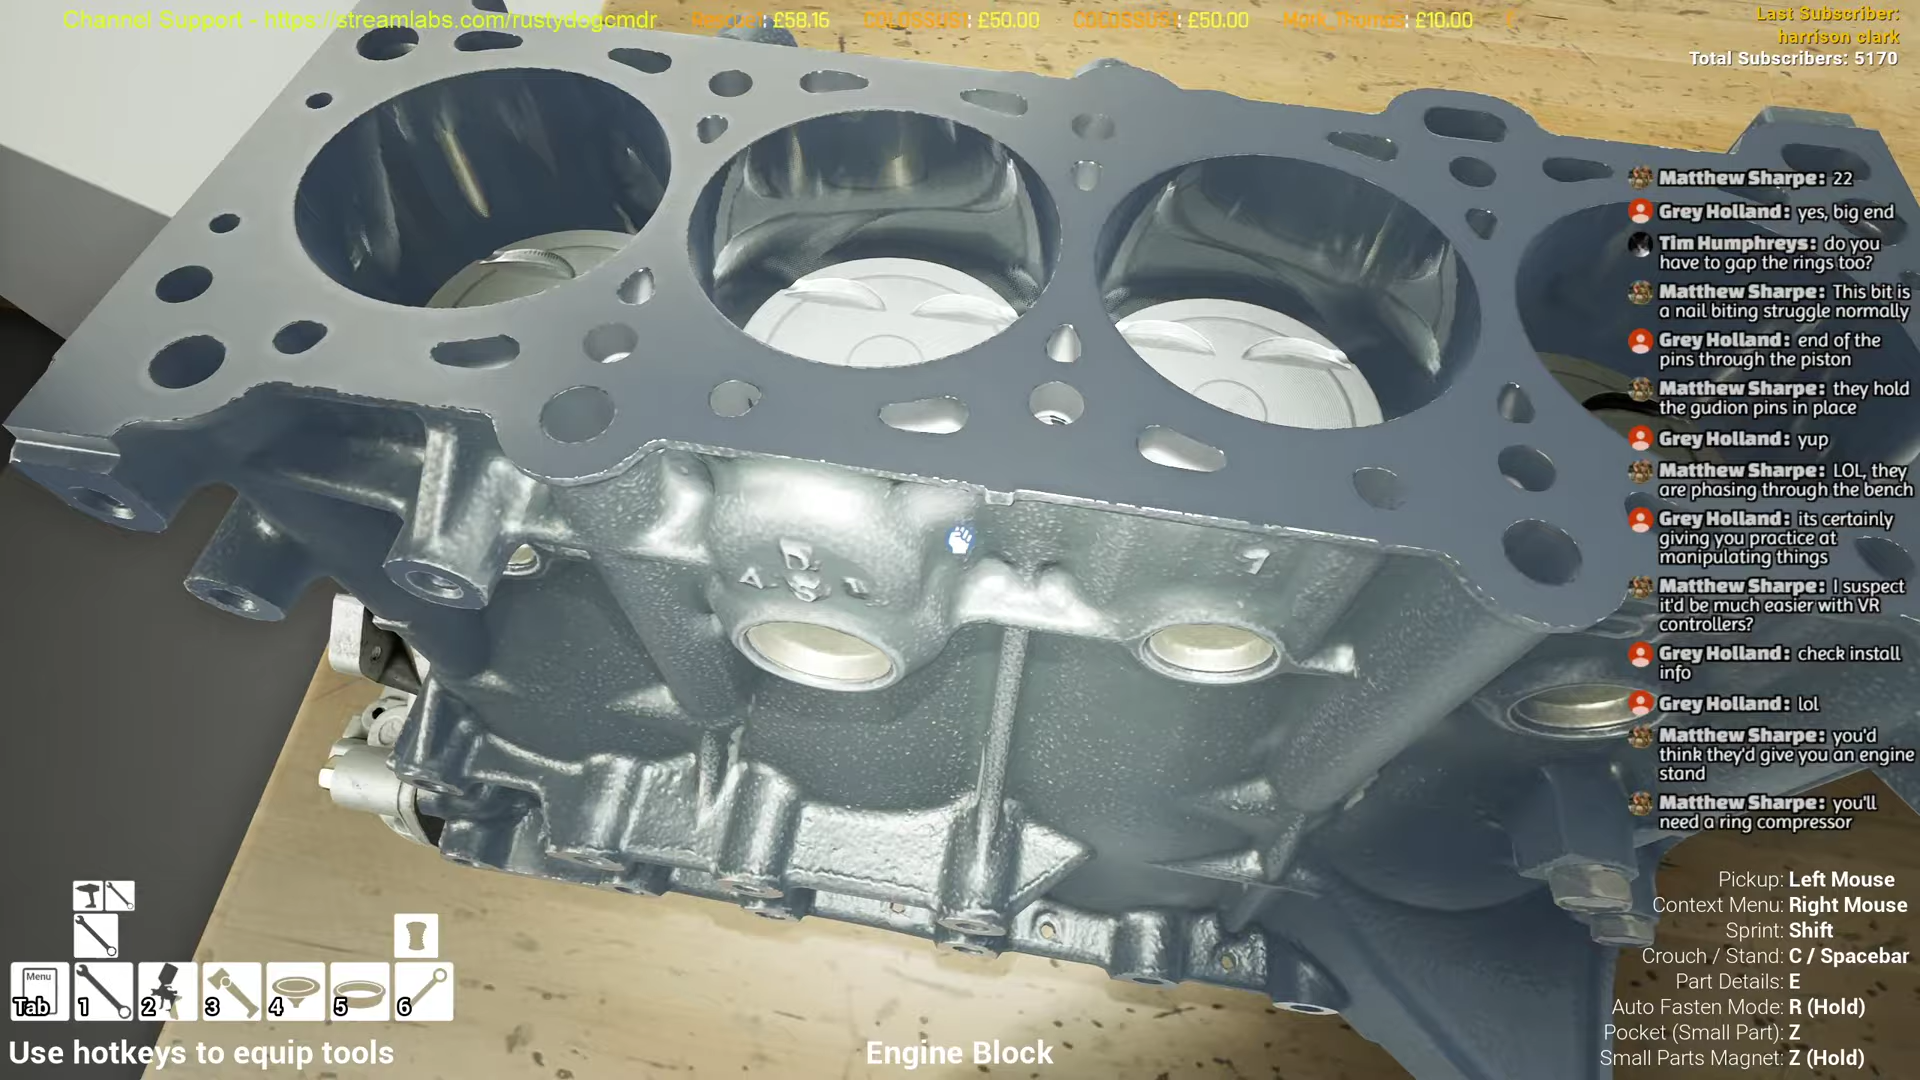 Channel Support - https://streamlabs.com/rustydogcmdr
Rescue1: £58.16 COLOSSUS1: £50.00 COLOSSUS1: £50.00 Mark_Thomas: £10.00
Last Subscriber:
harrison clark
Total Subscribers: 5170
Matthew Sharpe: 22
Grey Holland: yes, big end
Tim Humphreys: do you
have to gap the rings too?
Matthew Sharpe: This bit is
a nail biting struggle normally
Grey Holland: end of the
pins through the piston
Matthew Sharpe: they hold
the gudion pins in place
Grey Holland: yup
Matthew Sharpe: LOL, they
are phasing through the bench
Grey Holland: its certainly
giving you practice at
manipulating things
Matthew Sharpe: I suspect
it'd be much easier with VR
controllers?
Grey Holland: check install
info
Grey Holland: lol
Matthew Sharpe: you'd
think they'd give you an engine
stand
Matthew Sharpe: you'll
need a ring compressor
Pickup: Left Mouse
Context Menu: Right Mouse
Sprint: Shift
Crouch / Stand: C / Spacebar
Part Details: E
Auto Fasten Mode: R (Hold)
Pocket (Small Part): Z
Small Parts Magnet: Z (Hold)
Menu
Tab 1 2 3 4 5 6
Use hotkeys to equip tools
Engine Block